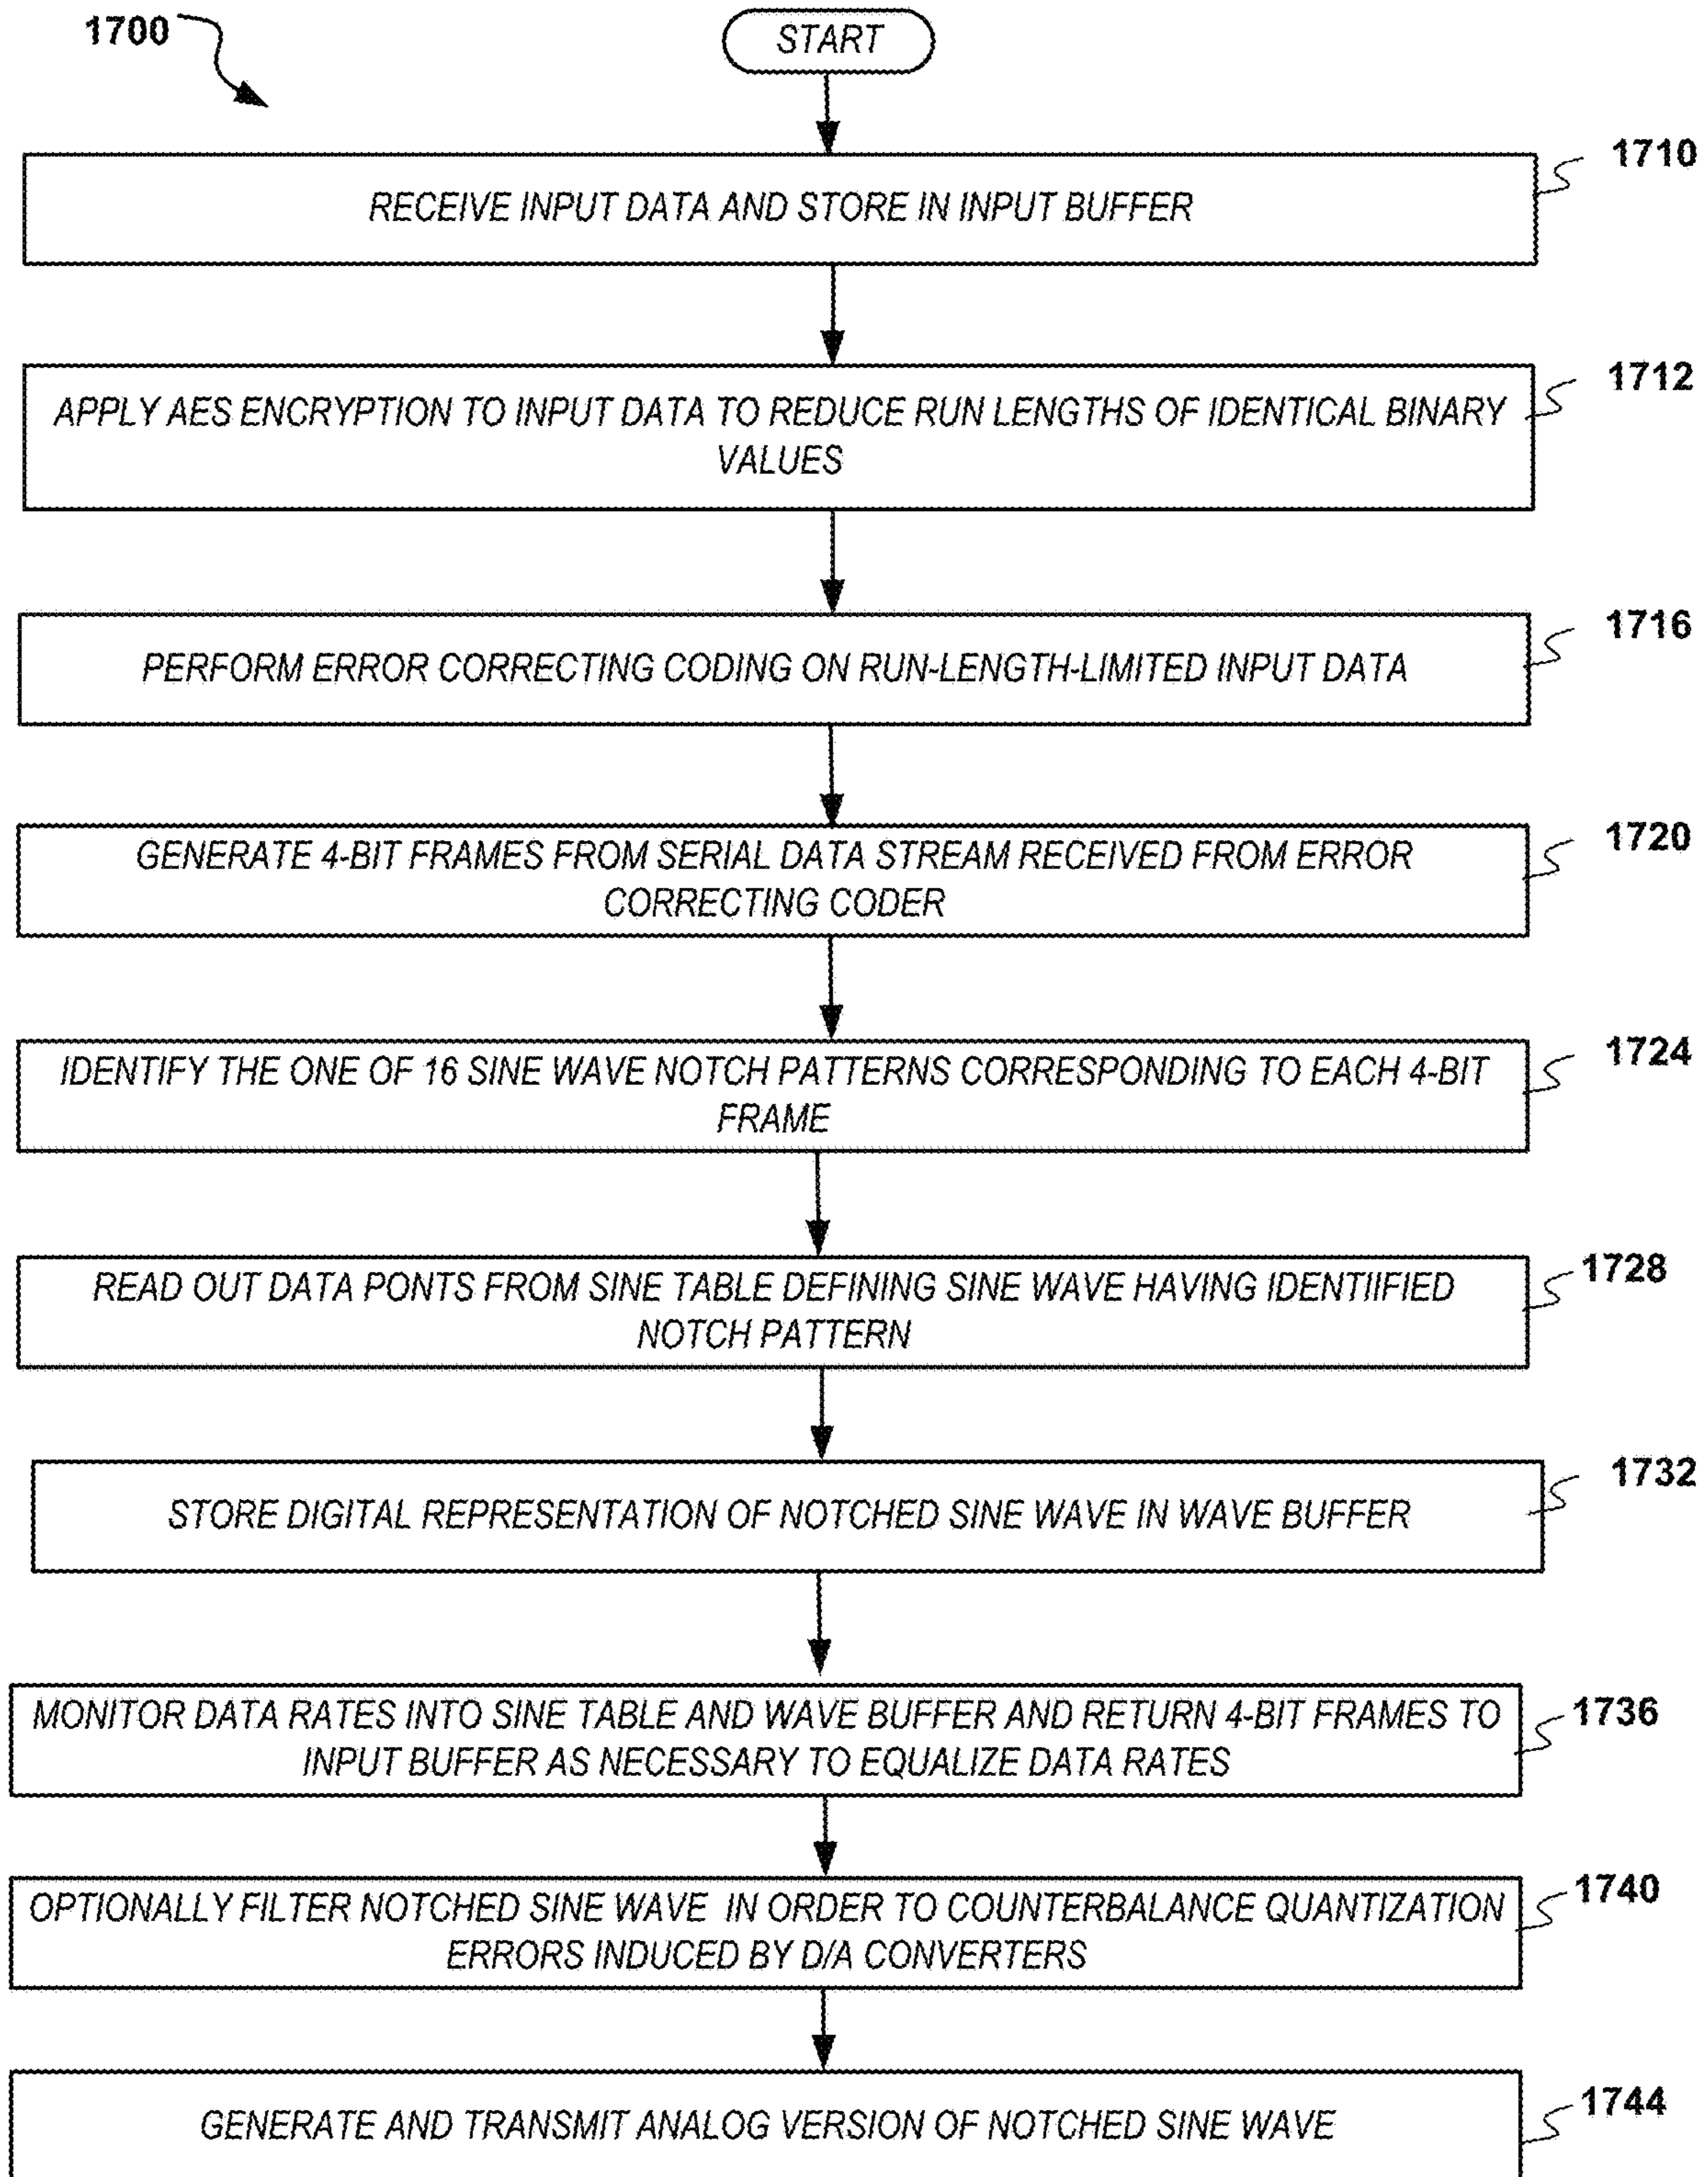 1700
START
1710
RECEIVE INPUT DATA AND STORE IN INPUT BUFFER
1712
APPLY AES ENCRYPTION TO INPUT DATA TO REDUCE RUN LENGTHS OF IDENTICAL BINARY
VALUES
1716
PERFORM ERROR CORRECTING CODING ON RUN-LENGTH-LIMITED INPUT DATA
1720
GENERATE 4-BIT FRAMES FROM SERIAL DATA STREAM RECEIVED FROM ERROR
CORRECTING CODER
1724
IDENTIFY THE ONE OF 16 SINE WAVE NOTCH PATTERNS CORRESPONDING TO EACH 4-BIT
FRAME
1728
READ OUT DATA PONTS FROM SINE TABLE DEFINING SINE WAVE HAVING IDENTIIFIED
NOTCH PATTERN
1732
STORE DIGITAL REPRESENTATION OF NOTCHED SINE WAVE IN WAVE BUFFER
1736
MONITOR DATA RATES INTO SINE TABLE AND WAVE BUFFER AND RETURN 4-BIT FRAMES TO
INPUT BUFFER AS NECESSARY TO EQUALIZE DATA RATES
1740
OPTIONALLY FILTER NOTCHED SINE WAVE IN ORDER TO COUNTERBALANCE QUANTIZATION
ERRORS INDUCED BY D/A CONVERTERS
1744
GENERATE AND TRANSMIT ANALOG VERSION OF NOTCHED SINE WAVE